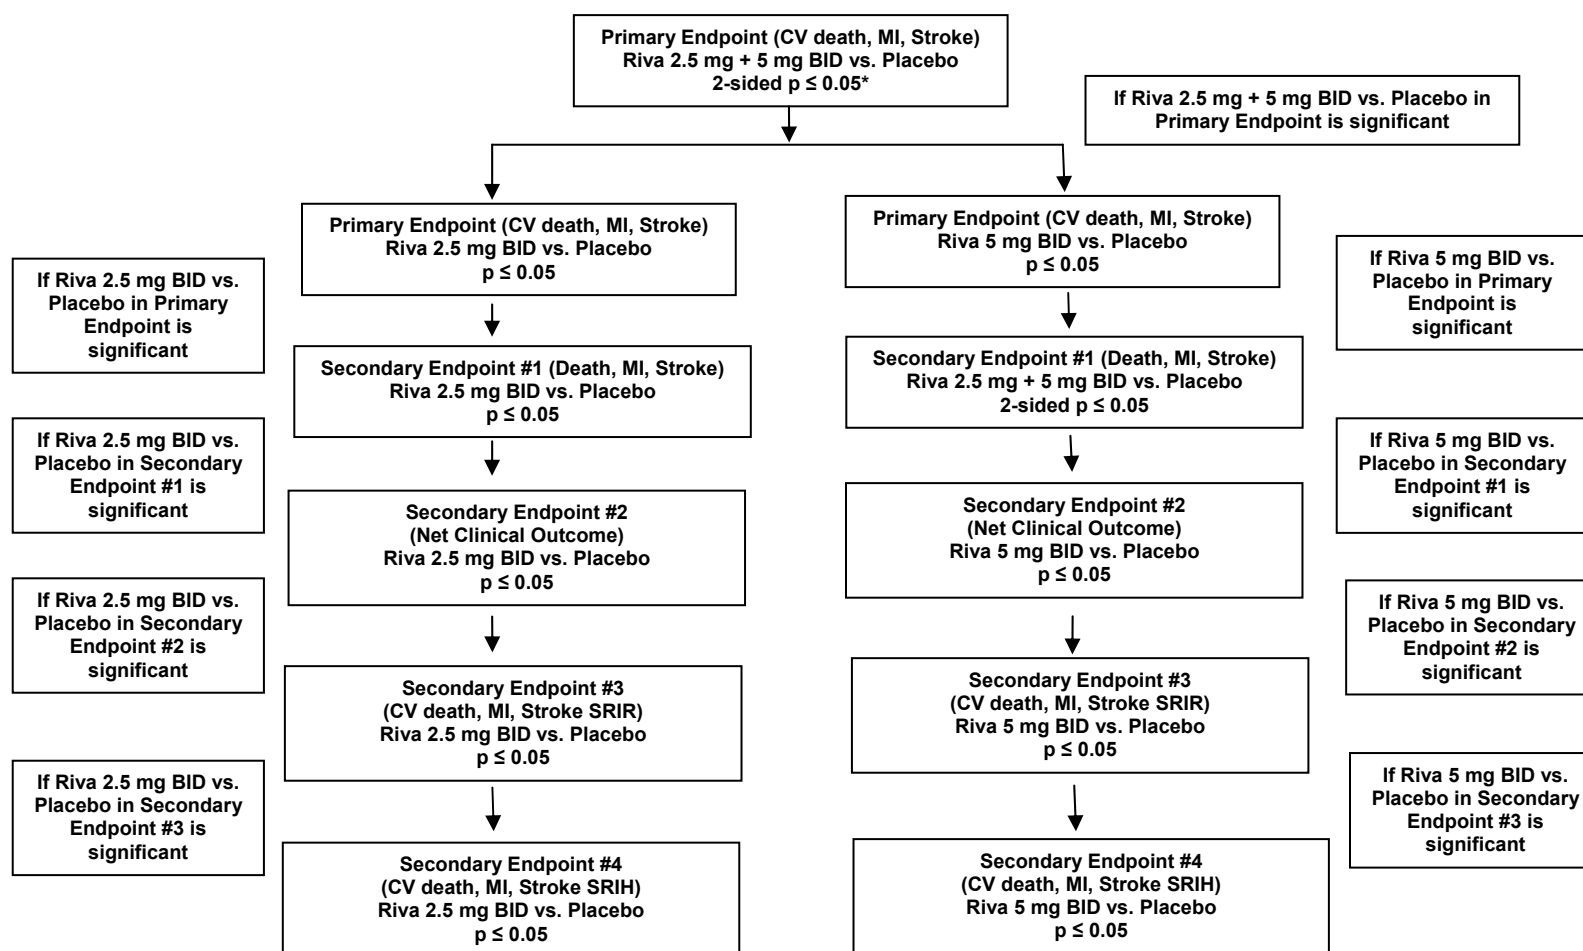 Primary Endpoint (CV death, MI, Stroke)
Riva 2.5 mg + 5 mg BID vs. Placebo
2-sided p ≤ 0.05*
If Riva 2.5 mg + 5 mg BID vs. Placebo in
Primary Endpoint is significant
Primary Endpoint (CV death, MI, Stroke)
Riva 2.5 mg BID vs. Placebo
p ≤ 0.05
Primary Endpoint (CV death, MI, Stroke)
Riva 5 mg BID vs. Placebo
p ≤ 0.05
If Riva 2.5 mg BID vs.
Placebo in Primary
Endpoint is
significant
If Riva 5 mg BID vs.
Placebo in Primary
Endpoint is
significant
Secondary Endpoint #1 (Death, MI, Stroke)
Riva 2.5 mg BID vs. Placebo
p ≤ 0.05
Secondary Endpoint #1 (Death, MI, Stroke)
Riva 2.5 mg + 5 mg BID vs. Placebo
2-sided p ≤ 0.05
If Riva 2.5 mg BID vs.
Placebo in Secondary
Endpoint #1 is
significant
If Riva 5 mg BID vs.
Placebo in Secondary
Endpoint #1 is
significant
Secondary Endpoint #2
(Net Clinical Outcome)
Riva 2.5 mg BID vs. Placebo
p ≤ 0.05
Secondary Endpoint #2
(Net Clinical Outcome)
Riva 5 mg BID vs. Placebo
p ≤ 0.05
If Riva 2.5 mg BID vs.
Placebo in Secondary
Endpoint #2 is
significant
If Riva 5 mg BID vs.
Placebo in Secondary
Endpoint #2 is
significant
Secondary Endpoint #3
(CV death, MI, Stroke SRIR)
Riva 2.5 mg BID vs. Placebo
p ≤ 0.05
Secondary Endpoint #3
(CV death, MI, Stroke SRIR)
Riva 5 mg BID vs. Placebo
p ≤ 0.05
If Riva 2.5 mg BID vs.
Placebo in Secondary
Endpoint #3 is
significant
If Riva 5 mg BID vs.
Placebo in Secondary
Endpoint #3 is
significant
Secondary Endpoint #4
(CV death, MI, Stroke SRIH)
Riva 2.5 mg BID vs. Placebo
p ≤ 0.05
Secondary Endpoint #4
(CV death, MI, Stroke SRIH)
Riva 5 mg BID vs. Placebo
p ≤ 0.05